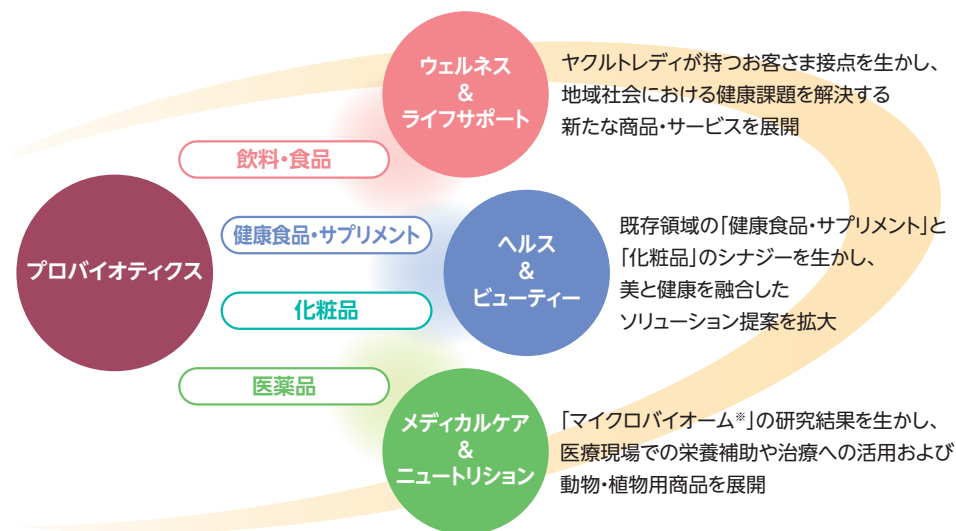 プロバイオティクス
飲料・食品
健康食品・サプリメント
化粧品
医薬品
ウェルネス
&
ライフサポート
ヤクルトレディが持つお客さま接点を生かし、
地域社会における健康課題を解決する
新たな商品・サービスを展開
ヘルス
&
ビューティー
既存領域の「健康食品・サプリメント」と
「化粧品」のシナジーを生かし、
美と健康を融合した
ソリューション提案を拡大
メディカルケア
&
ニュートリション
「マイクロバイオーム※」の研究結果を生かし、
医療現場での栄養補助や治療への活用および
動物・植物用商品を展開